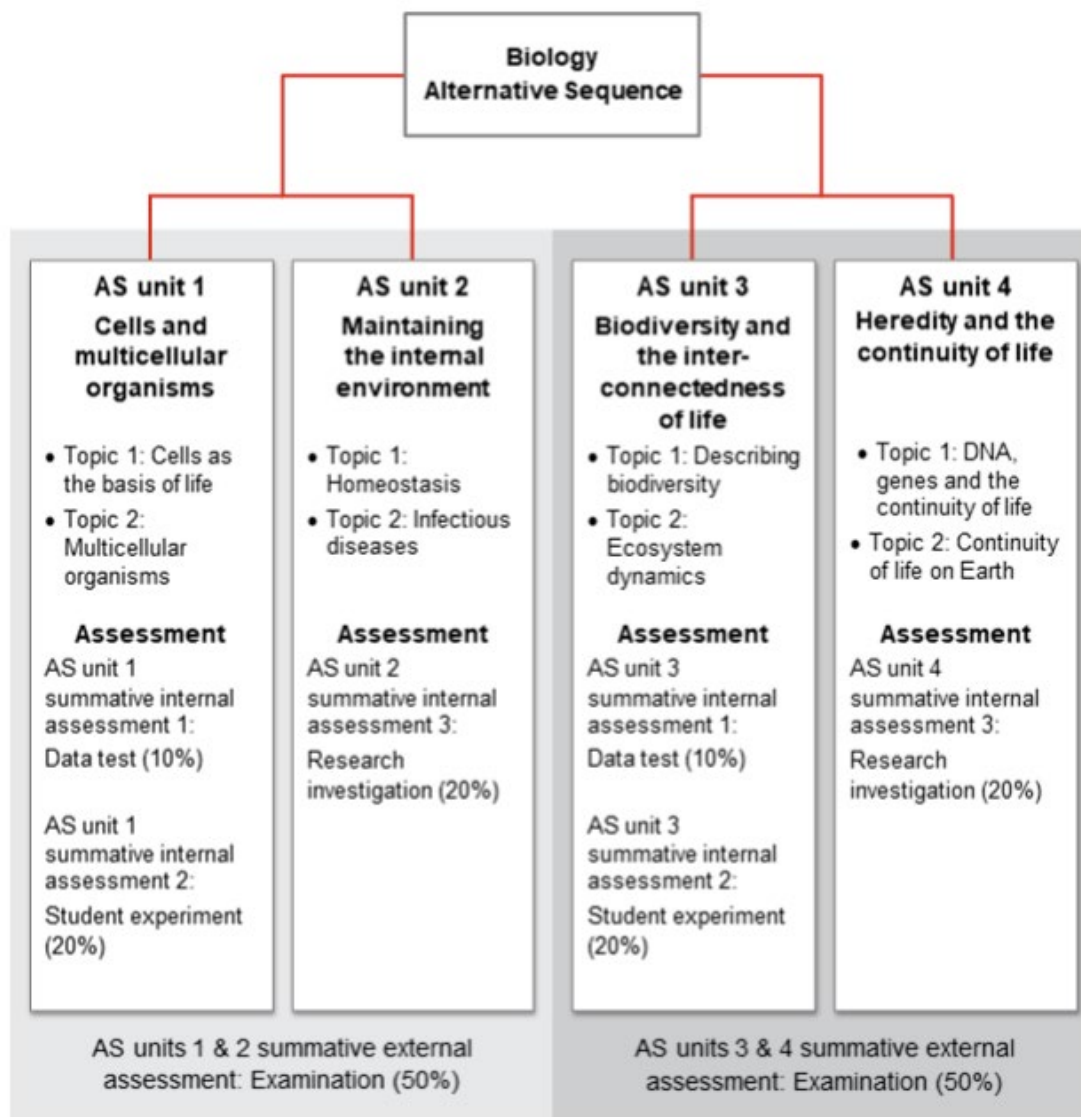 Biology
Alternative Sequence
AS unit 1
Cells and
multicellular
organisms
• Topic 1: Cells as
the basis of life
• Topic 2:
Multicellular
organisms
Assessment
AS unit 1
summative internal
assessment 1:
Data test (10%)
AS unit 1
summative internal
assessment 2:
Student experiment
(20%)
AS unit 2
Maintaining
the internal
environment
• Topic 1:
Homeostasis
• Topic 2: Infectious
diseases
Assessment
AS unit 2
summative internal
assessment 3:
Research
investigation (20%)
AS units 1 & 2 summative external
assessment: Examination (50%)
AS unit 3
Biodiversity and
the inter-
connectedness
of life
• Topic 1: Describing
biodiversity
• Topic 2:
Ecosystem
dynamics
Assessment
AS unit 3
summative internal
assessment 1:
Data test (10%)
AS unit 3
summative internal
assessment 2:
Student experiment
(20%)
AS unit 4
Heredity and the
continuity of life
• Topic 1: DNA,
genes and the
continuity of life
• Topic 2: Continuity
of life on Earth
Assessment
AS unit 4
summative internal
assessment 3:
Research
investigation (20%)
AS units 3 & 4 summative external
assessment: Examination (50%)